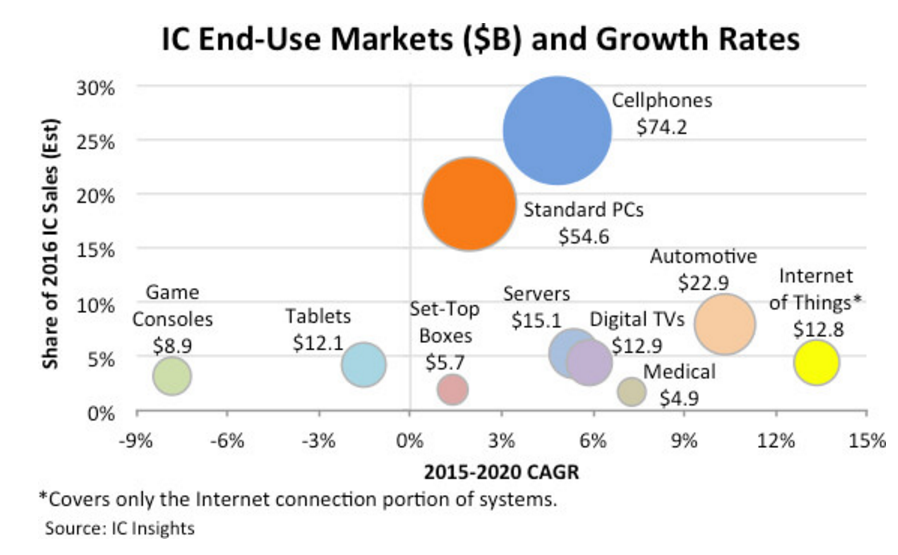 IC End-Use Markets ($B) and Growth Rates
Share of 2016 IC Sales (Est)
30%
25%
20%
15%
10%
5%
0%
Cellphones
$74.2
Standard PCs
$54.6
Automotive
$22.9
Internet
of Things*
$12.8
Game
Consoles
$8.9
Tablets
$12.1
Set-Top
Boxes
$5.7
Servers
$15.1
Digital TVs
$12.9
Medical
$4.9
-9%
-6%
-3%
0%
3%
6%
9%
12%
15%
2015-2020 CAGR
*Covers only the Internet connection portion of systems.
Source: IC Insights